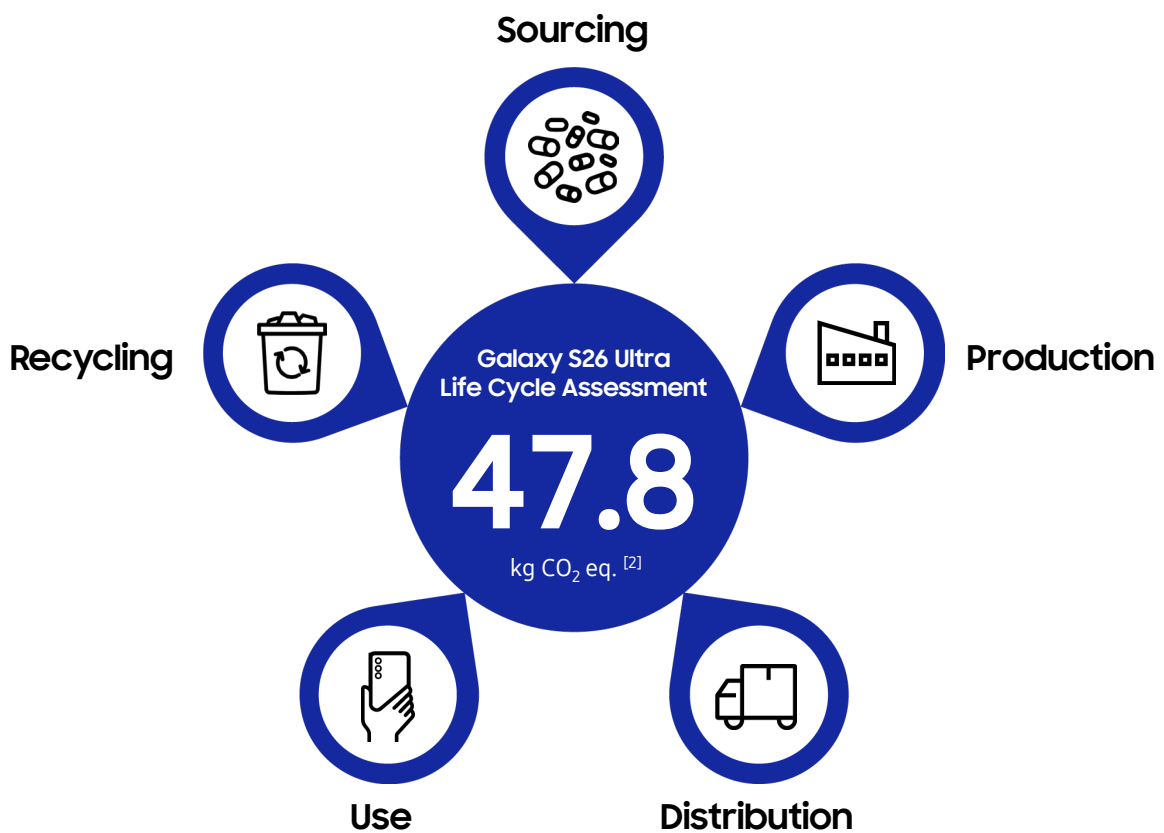 Sourcing
Recycling
Production
Galaxy S26 Ultra
Life Cycle Assessment
47.8
kg CO₂ eq. [2]
Use
Distribution